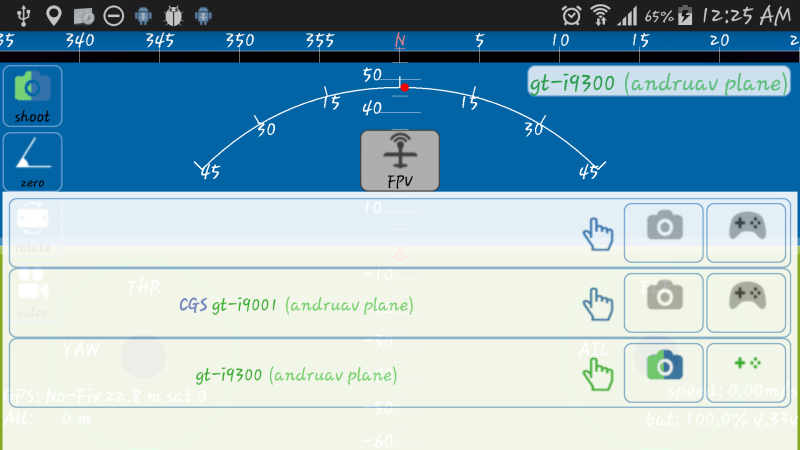 65% 12:25 AM
35 340 345 350 355 N 5 10 15 20 2
50
gt-i9300 (andruav plane)
15 15
40
shoot
30 30
45 45
zero
FPV
10
rotate
-10
THR
CGS gt-i9001 (andruav plane)
video
-30
YAW AIL
gt-i9300 (andruav plane)
GPS: No-Fix 22.8 m sat 0 speed: 0.00m/s
-50
Alt: 0 m bat: 100.0% 4.33v
-60